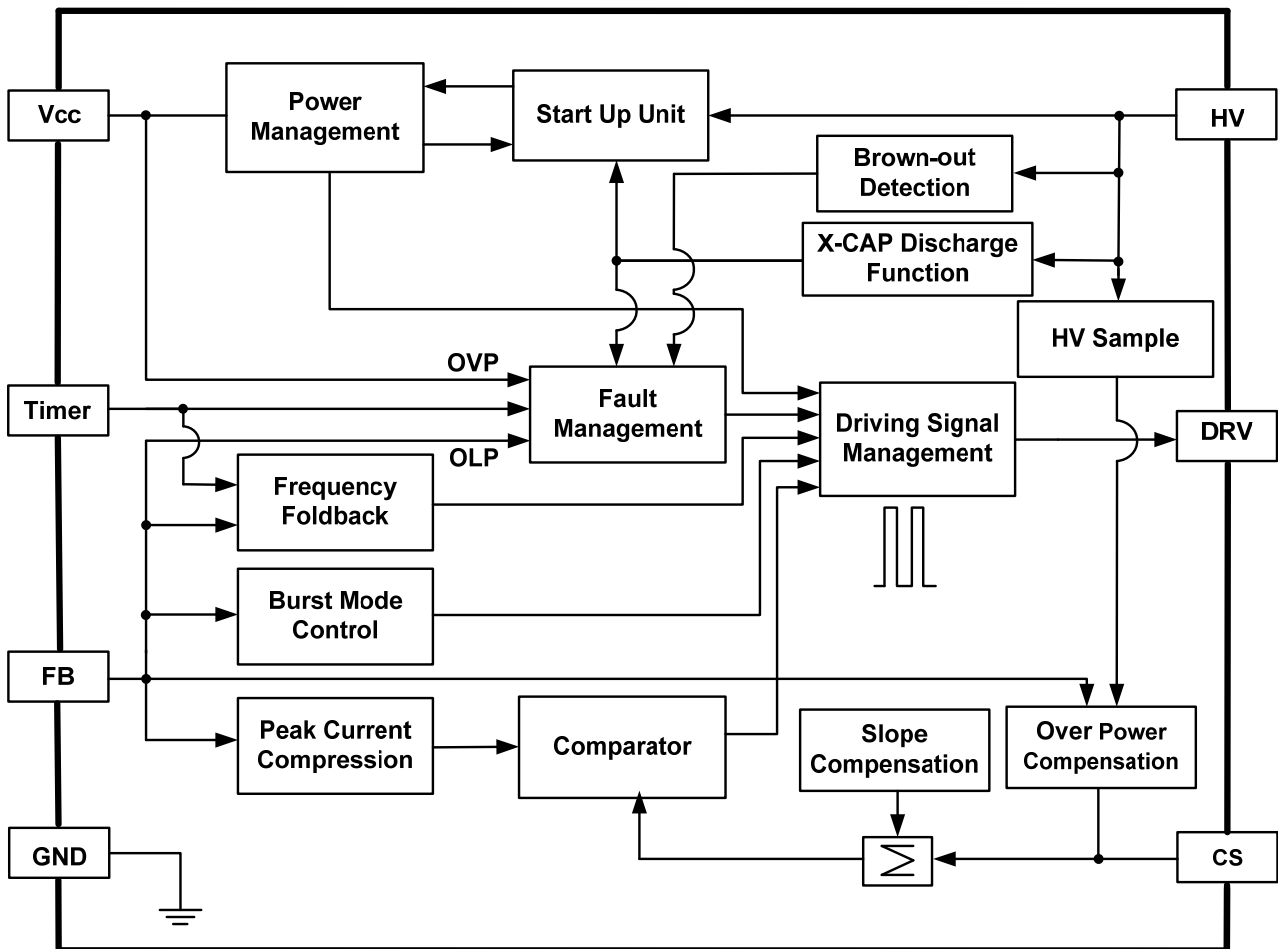 Vcc
Power
Management
Start Up Unit
HV
Brown-out
Detection
X-CAP Discharge
Function
HV Sample
OVP
Timer
Fault
Management
Driving Signal
Management
DRV
OLP
Frequency
Foldback
Burst Mode
Control
FB
Peak Current
Compression
Comparator
Slope
Compensation
Over Power
Compensation
GND
Σ
CS